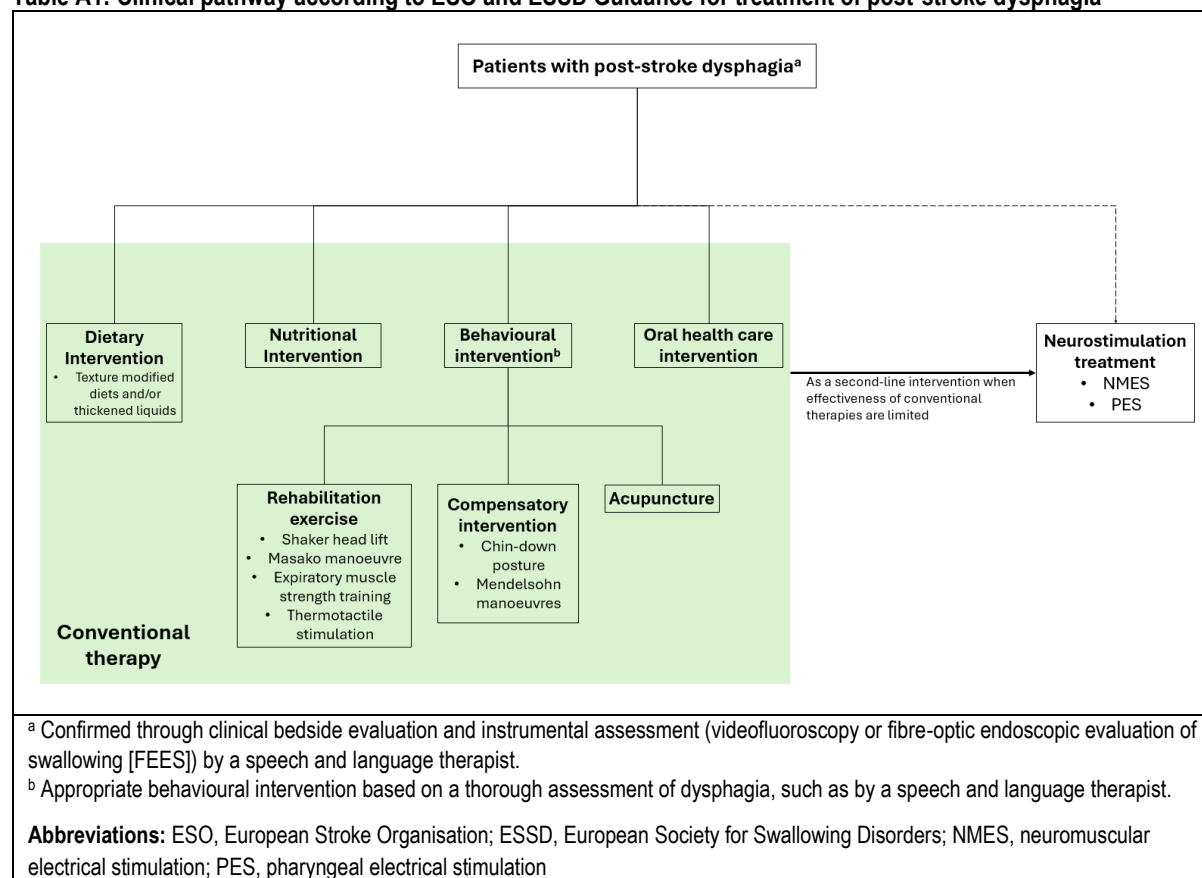 Table A1: Clinical pathway according to ESO and ESSD Guidance for treatment of post-stroke dysphagia
Patients with post-stroke dysphagiaᵃ
Dietary
Intervention
• Texture modified
diets and/or
thickened liquids
Nutritional
Intervention
Behavioural
interventionᵇ
Oral health care
intervention
As a second-line intervention when
effectiveness of conventional
therapies are limited
Neurostimulation
treatment
• NMES
• PES
Rehabilitation
exercise
• Shaker head lift
• Masako manoeuvre
• Expiratory muscle
strength training
• Thermotactile
stimulation
Compensatory
intervention
• Chin-down
posture
• Mendelsohn
manoeuvres
Acupuncture
Conventional
therapy
ᵃ Confirmed through clinical bedside evaluation and instrumental assessment (videofluoroscopy or fibre-optic endoscopic evaluation of
swallowing [FEES]) by a speech and language therapist.
ᵇ Appropriate behavioural intervention based on a thorough assessment of dysphagia, such as by a speech and language therapist.
Abbreviations: ESO, European Stroke Organisation; ESSD, European Society for Swallowing Disorders; NMES, neuromuscular
electrical stimulation; PES, pharyngeal electrical stimulation